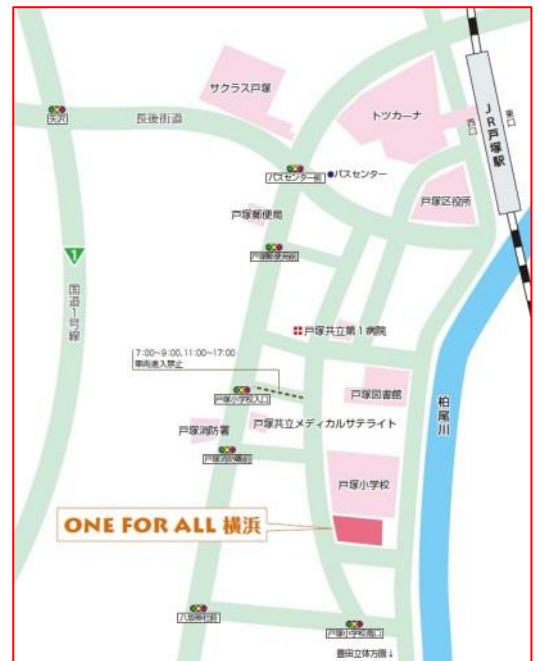 サクラス戸塚
トツカーナ
JR戸塚駅
西口
東口
矢沢
長後街道
バスセンター前
バスセンター
戸塚区役所
戸塚郵便局
戸塚郵便局前
1
国道1号線
戸塚共立第1病院
7:00～9:00、11:00～17:00
車両進入禁止
戸塚小学校入口
戸塚図書館
柏尾川
戸塚消防署
戸塚共立メディカルサテライト
戸塚消防署前
戸塚小学校
ONE FOR ALL 横浜
八坂神社前
戸塚小学校南口
豊田立体方面↓